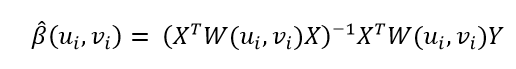 β̂(uᵢ, vᵢ) = (XᵀW(uᵢ, vᵢ)X)⁻¹XᵀW(uᵢ, vᵢ)Y